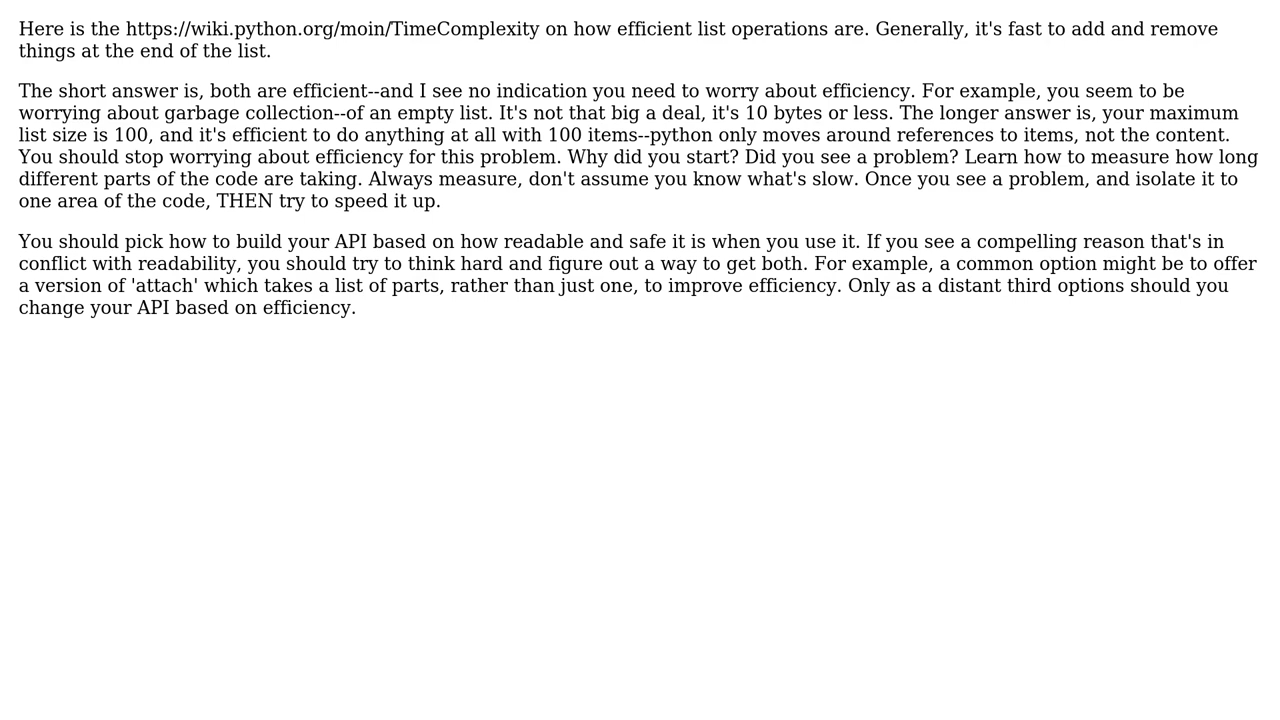 Here is the https://wiki.python.org/moin/TimeComplexity on how efficient list operations are. Generally, it's fast to add and remove
things at the end of the list.
The short answer is, both are efficient--and I see no indication you need to worry about efficiency. For example, you seem to be
worrying about garbage collection--of an empty list. It's not that big a deal, it's 10 bytes or less. The longer answer is, your maximum
list size is 100, and it's efficient to do anything at all with 100 items--python only moves around references to items, not the content.
You should stop worrying about efficiency for this problem. Why did you start? Did you see a problem? Learn how to measure how long
different parts of the code are taking. Always measure, don't assume you know what's slow. Once you see a problem, and isolate it to
one area of the code, THEN try to speed it up.
You should pick how to build your API based on how readable and safe it is when you use it. If you see a compelling reason that's in
conflict with readability, you should try to think hard and figure out a way to get both. For example, a common option might be to offer
a version of 'attach' which takes a list of parts, rather than just one, to improve efficiency. Only as a distant third options should you
change your API based on efficiency.